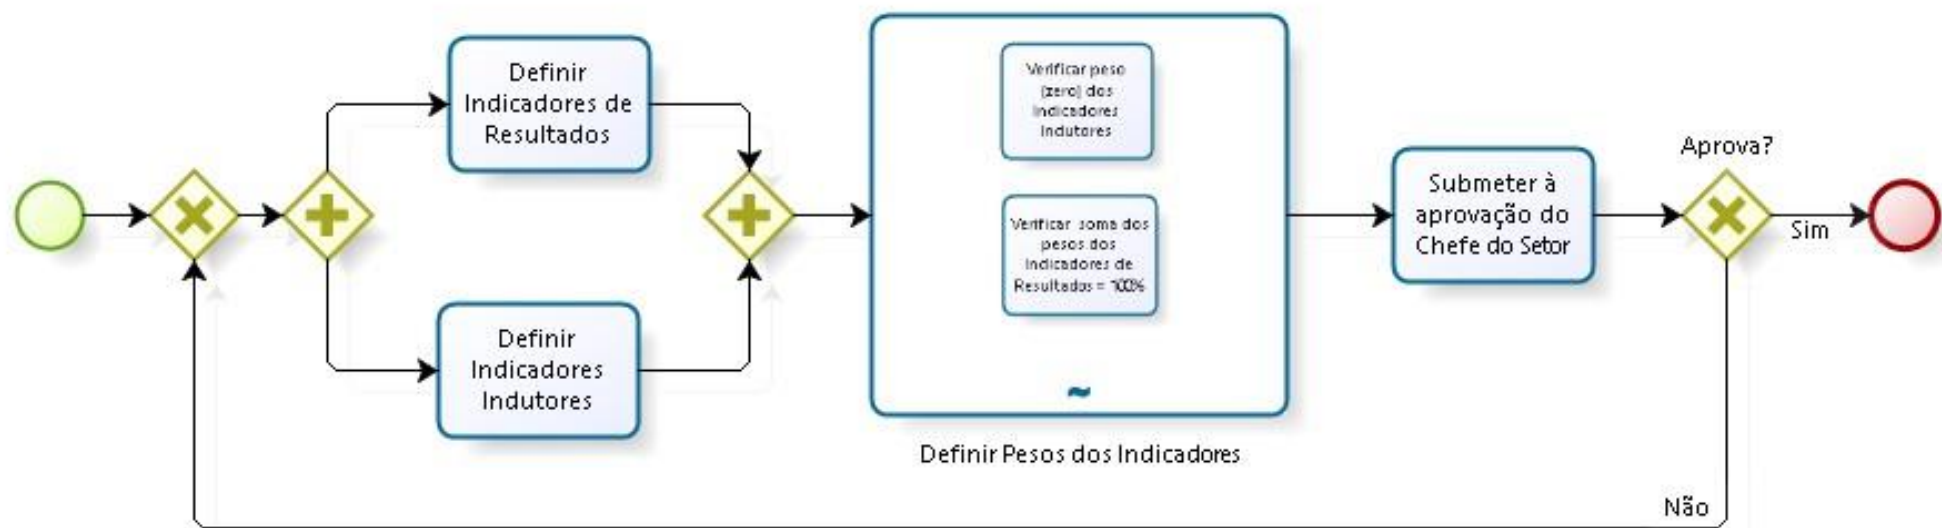 Definir
Indicadores de
Resultados
Definir
Indicadores
Indutores
Verificar peso
(zero) dos
Indicadores
Indutores
Verificar soma dos
pesos dos
Indicadores de
Resultados = 100%
~
Definir Pesos dos Indicadores
Submeter à
aprovação do
Chefe do Setor
Aprova?
Sim
Não